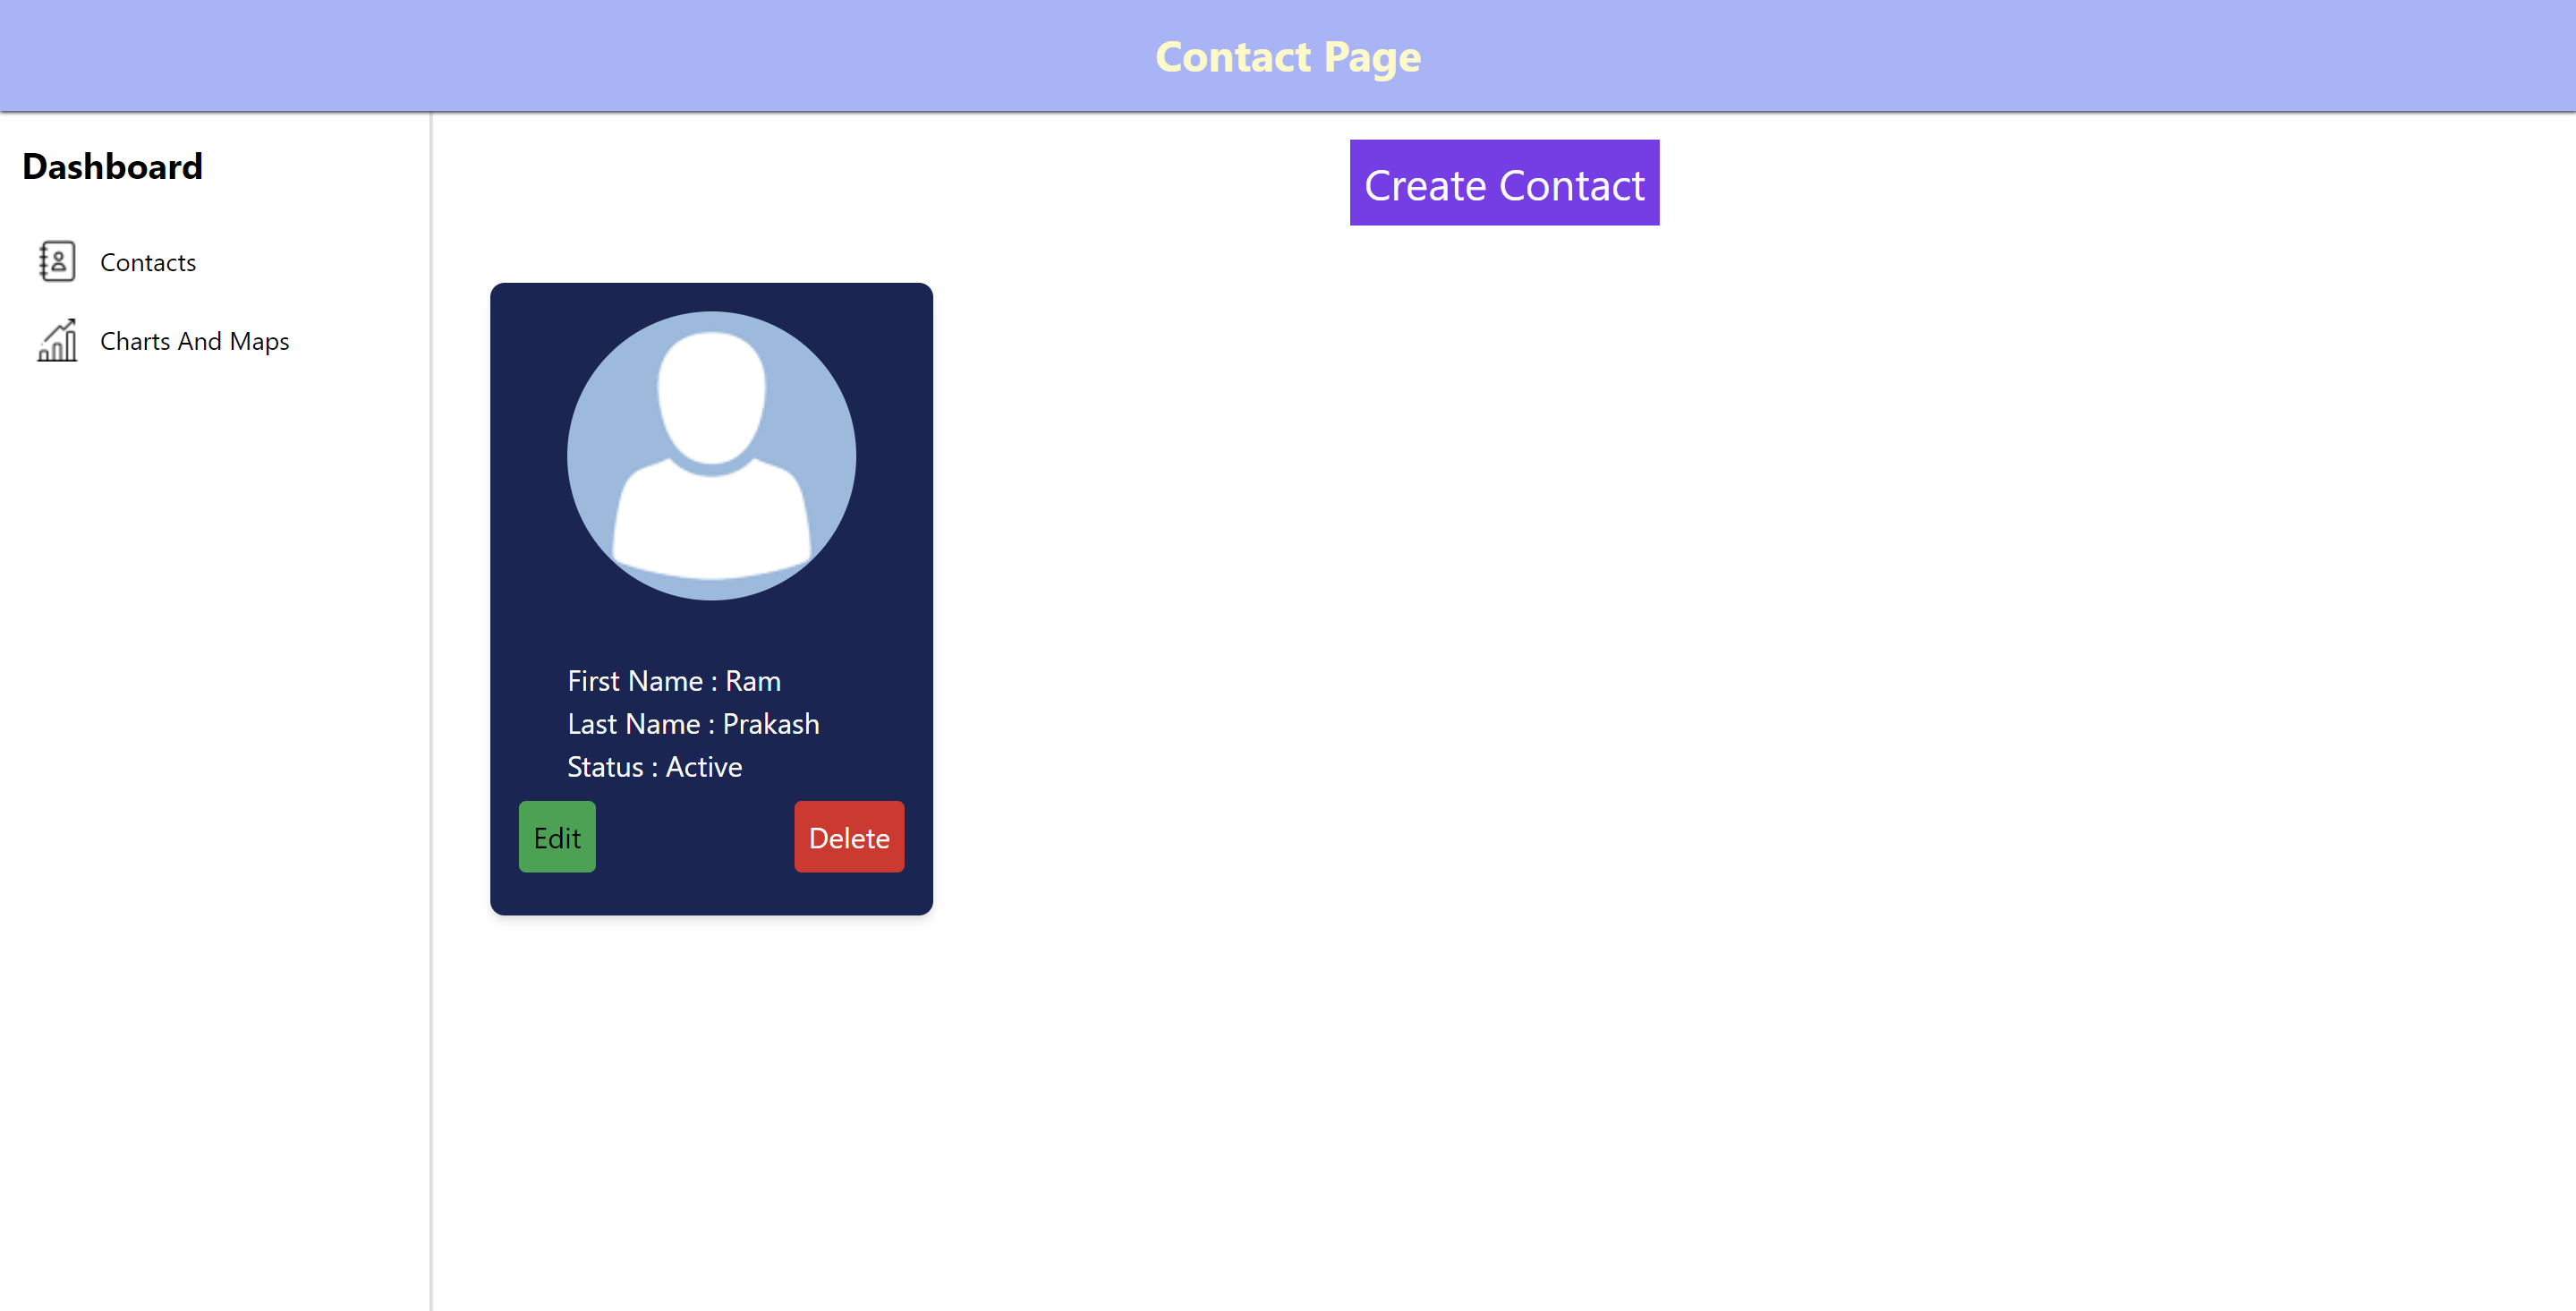 Contact Page
Dashboard
Contacts
Charts And Maps
Create Contact
First Name : Ram
Last Name : Prakash
Status : Active
Edit
Delete